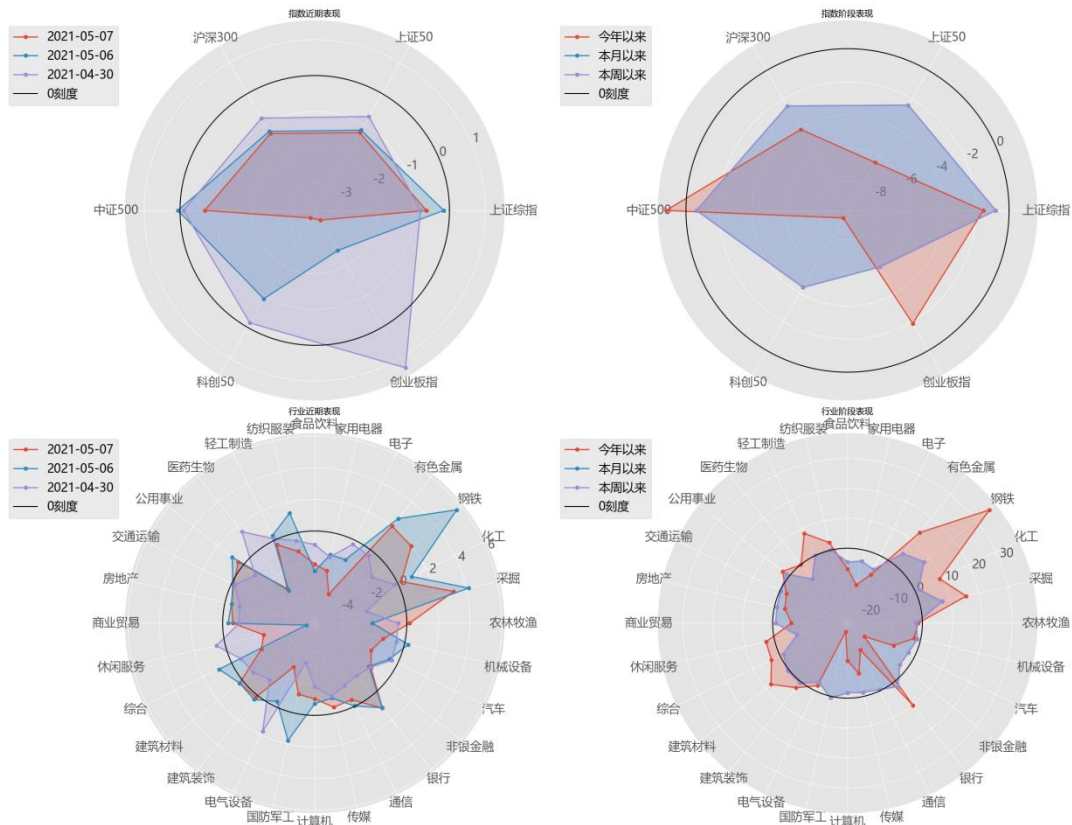 指数近期表现
2021-05-07
2021-05-06
2021-04-30
0刻度
沪深300
上证50
中证500
上证综指
科创50
创业板指
-3
-2
-1
0
1
指数阶段表现
今年以来
本月以来
本周以来
0刻度
沪深300
上证50
中证500
上证综指
科创50
创业板指
-8
-6
-4
-2
0
行业近期表现
2021-05-07
2021-05-06
2021-04-30
0刻度
食品饮料
纺织服装
家用电器
轻工制造
电子
医药生物
有色金属
公用事业
钢铁
交通运输
化工
房地产
采掘
商业贸易
农林牧渔
休闲服务
机械设备
综合
汽车
建筑材料
非银金融
建筑装饰
银行
电气设备
通信
国防军工
计算机
传媒
-4
-2
0
2
4
6
行业阶段表现
今年以来
本月以来
本周以来
0刻度
食品饮料
纺织服装
家用电器
轻工制造
电子
医药生物
有色金属
公用事业
钢铁
交通运输
化工
房地产
采掘
商业贸易
农林牧渔
休闲服务
机械设备
综合
汽车
建筑材料
非银金融
建筑装饰
银行
电气设备
通信
国防军工
计算机
传媒
-20
-10
0
10
20
30